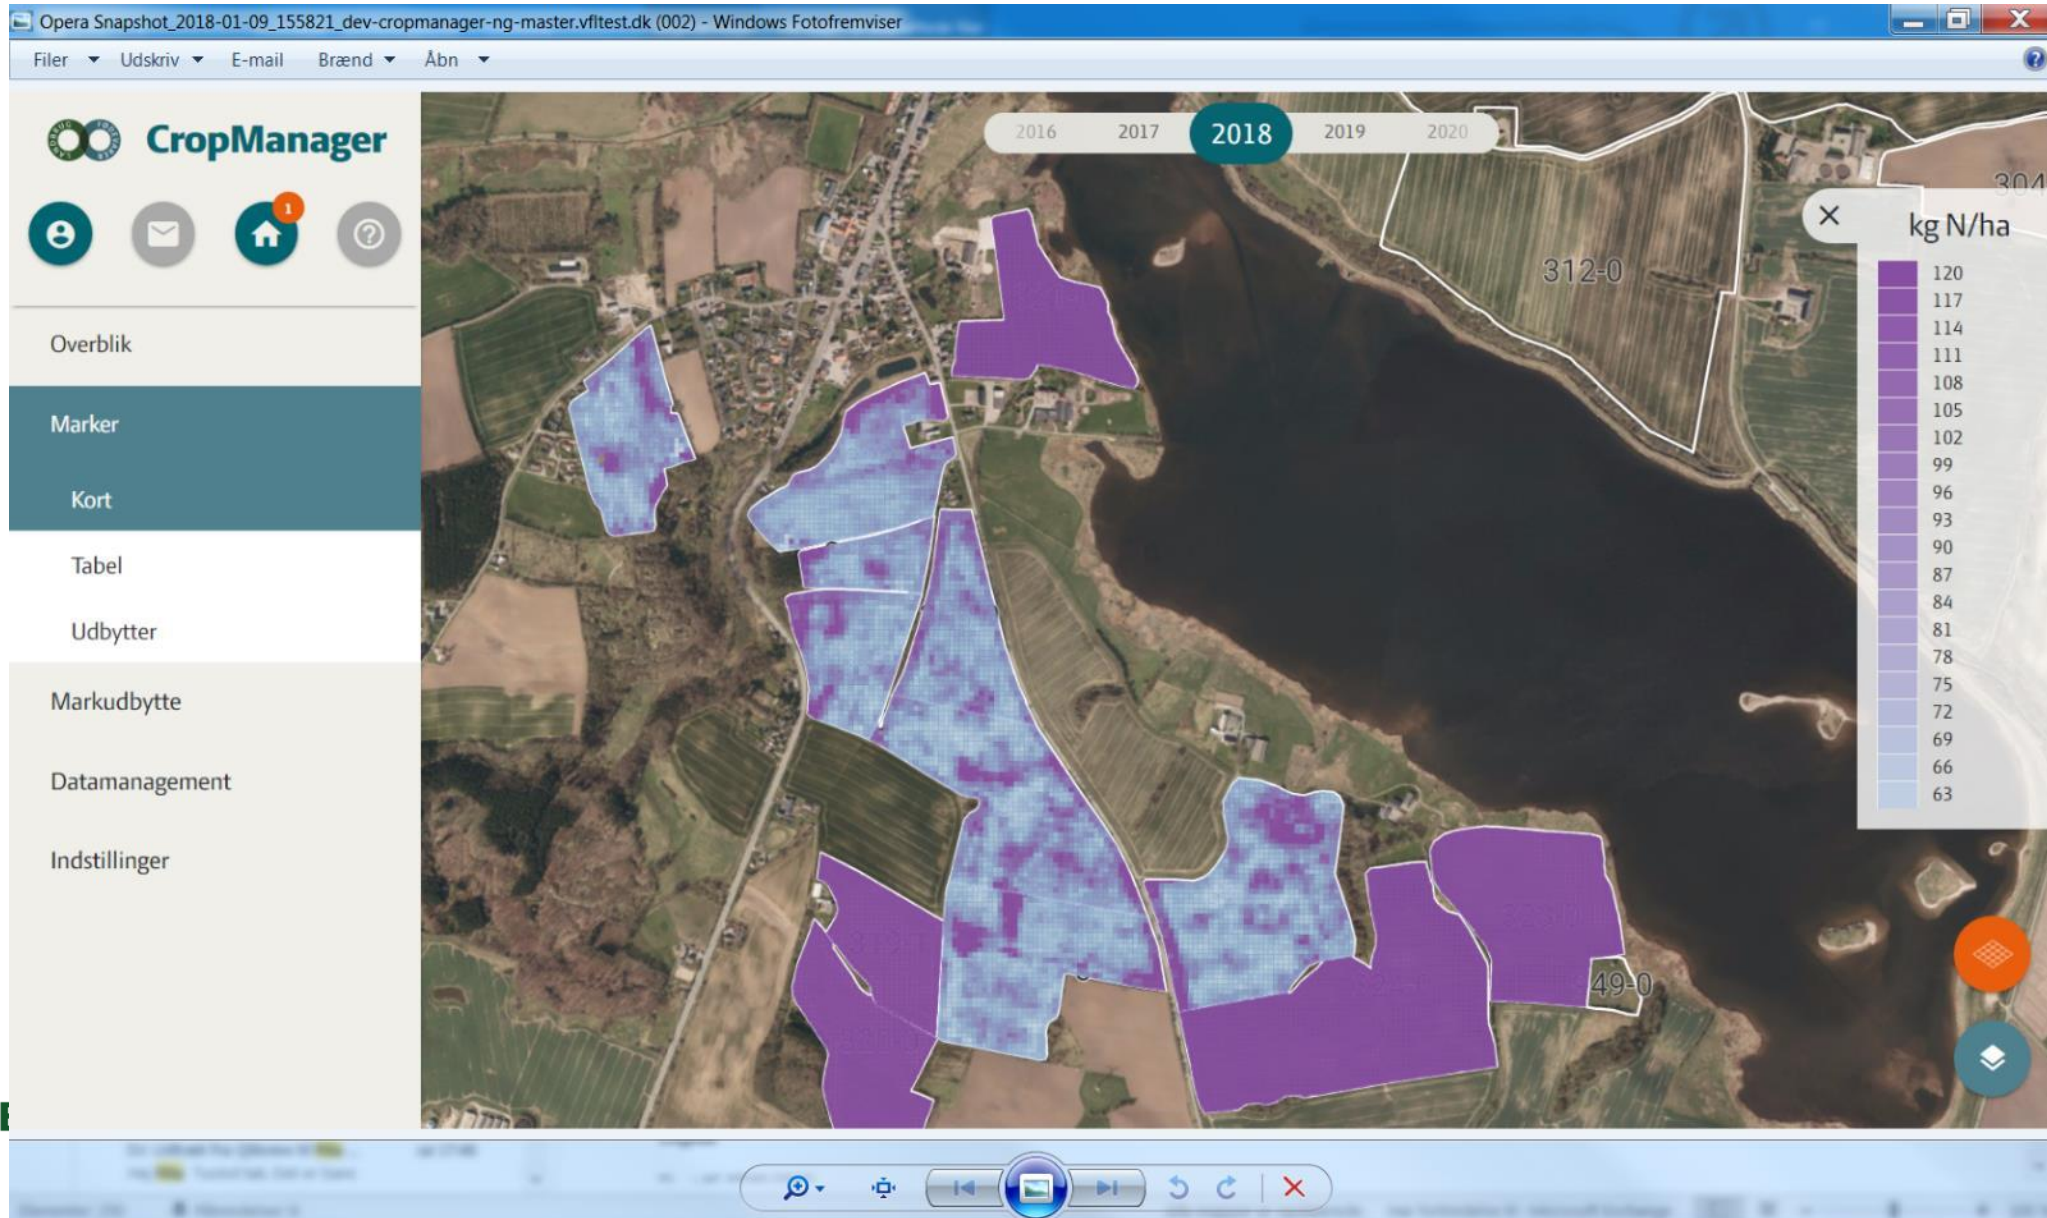 Opera Snapshot_2018-01-09_155821_dev-cropmanager-ng-master.vfltest.dk (002) - Windows Fotofremviser
Filer Udskriv E-mail Brænd Åbn
CropManager
1
Overblik
Marker
Kort
Tabel
Udbytter
Markudbytte
Datamanagement
Indstillinger
2016 2017 2018 2019 2020
304
312-0
49-0
kg N/ha
120
117
114
111
108
105
102
99
96
93
90
87
84
81
78
75
72
69
66
63